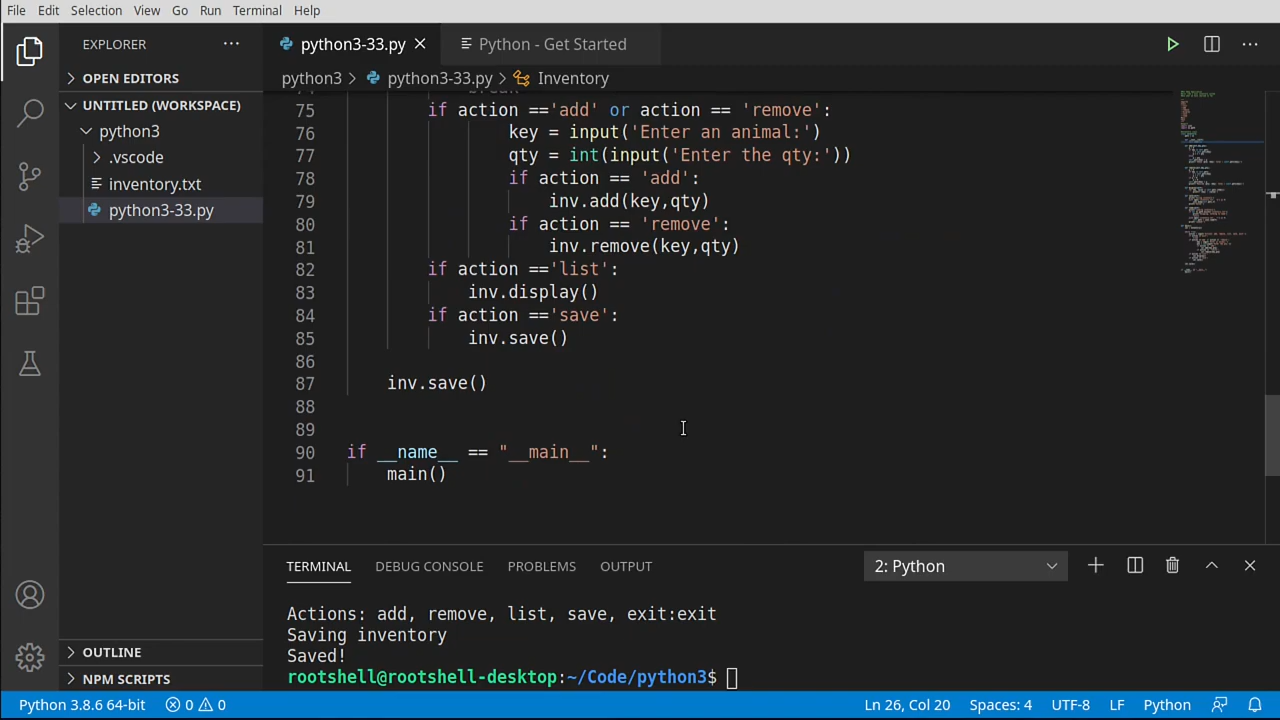 File Edit Selection View Go Run Terminal Help
EXPLORER
python3-33.py
Python - Get Started
OPEN EDITORS
UNTITLED (WORKSPACE)
python3
.vscode
inventory.txt
python3-33.py
OUTLINE
NPM SCRIPTS
python3 > python3-33.py > Inventory
75 if action =='add' or action == 'remove':
76 key = input('Enter an animal:')
77 qty = int(input('Enter the qty:'))
78 if action == 'add':
79 inv.add(key,qty)
80 if action == 'remove':
81 inv.remove(key,qty)
82 if action =='list':
83 inv.display()
84 if action =='save':
85 inv.save()
86
87 inv.save()
88
89
90 if __name__ == "__main__":
91 main()
TERMINAL DEBUG CONSOLE PROBLEMS OUTPUT 2: Python
Actions: add, remove, list, save, exit:exit
Saving inventory
Saved!
rootshell@rootshell-desktop:~/Code/python3$
Python 3.8.6 64-bit 0 0 Ln 26, Col 20 Spaces: 4 UTF-8 LF Python